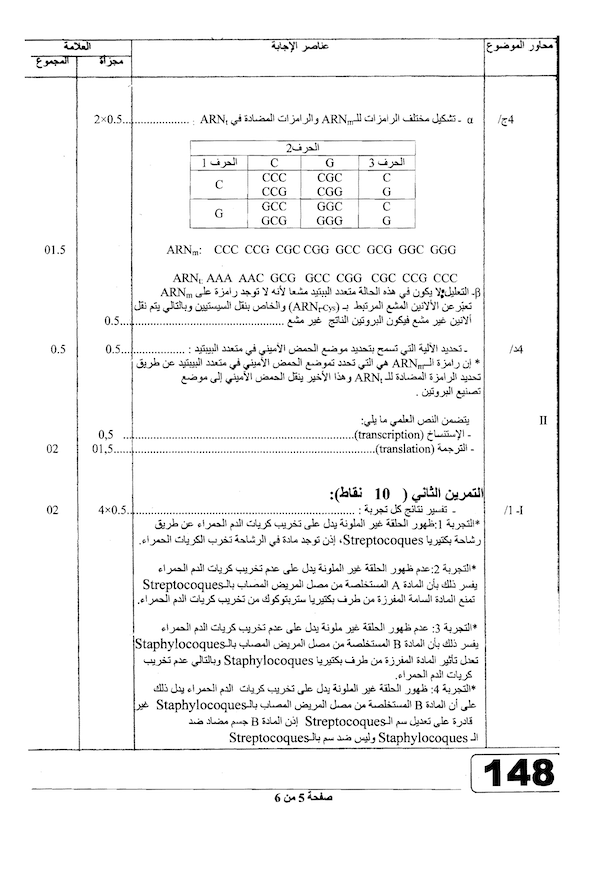 محاور الموضوع	عناصر الإجابة	العلامة
مجزأة	المجموع
4ج/	α ـ تشكيل مختلف الرامزات للـARNm والرامزات المضادة في ARNt : ....................0.5×2
الحرف2
الحرف 1	C	G	الحرف 3
C	CCC	CGC	C
CCG	CGG	G
G	GCC	GGC	C
GCG	GGG	G
01.5	ARNm: CCC CCG CGC CGG GCC GCG GGC GGG
ARNt: AAA AAC GCG GCC CGG CGC CCG CCC
β- التعليل: لا يكون في هذه الحالة متعدد الببتيد مشعا لأنه لا توجد رامزة على ARNm
تعبّر عن الألانين المشع المرتبط بـ (ARNt-Cys) والخاص بنقل السيستيين وبالتالي يتم نقل
ألانين غير مشع فيكون البروتين الناتج غير مشع ........................................0.5
4د/	ـ تحديد الألية التي تسمح بتحديد موضع الحمض الأميني في متعدد البيبتيد : ...............0.5	0.5
* إن رامزة الـARNm هي التي تحدد تموضع الحمض الأميني في متعدد البيبتيد عن طريق
تحديد الرامزة المضادة للـ ARNt وهذا الأخير ينقل الحمض الأميني إلى موضع
تصنيع البروتين .
II	يتضمن النص العلمي ما يلي:
- الإستنساخ (transcription)........................................0,5
- الترجمة (translation)........................................01,5	02
التمرين الثاني ( 10 نقاط):
I- 1/	- تفسير نتائج كل تجربة : ........................................0.5×4	02
*التجربة 1:ظهور الحلقة غير الملونة يدل على تخريب كريات الدم الحمراء عن طريق
رشاحة بكتيريا Streptocoques، إذن توجد مادة في الرشاحة تخرب الكريات الحمراء.
*التجربة 2:عدم ظهور الحلقة غير الملونة يدل على عدم تخريب كريات الدم الحمراء
يفسر ذلك بأن المادة A المستخلصة من مصل المريض المصاب بالـStreptocoques
تمنع المادة السامة المفرزة من طرف بكتيريا ستربتوكوك من تخريب كريات الدم الحمراء.
*التجربة 3: عدم ظهور الحلقة غير ملونة يدل على عدم تخريب كريات الدم الحمراء
يفسر ذلك بأن المادة B المستخلصة من مصل المريض المصاب بالـStaphylocoques
تعدل تأثير المادة المفرزة من طرف بكتيريا Staphylocoques وبالتالي عدم تخريب
كريات الدم الحمراء.
*التجربة 4: ظهور الحلقة غير الملونة يدل على تخريب كريات الدم الحمراء يدل ذلك
على أن المادة B المستخلصة من مصل المريض المصاب بالـStaphylocoques غير
قادرة على تعديل سم الـStreptocoques إذن المادة B جسم مضاد ضد
الـ Staphylocoques وليس ضد سم بالـStreptocoques
148
صفحة 5 من 6